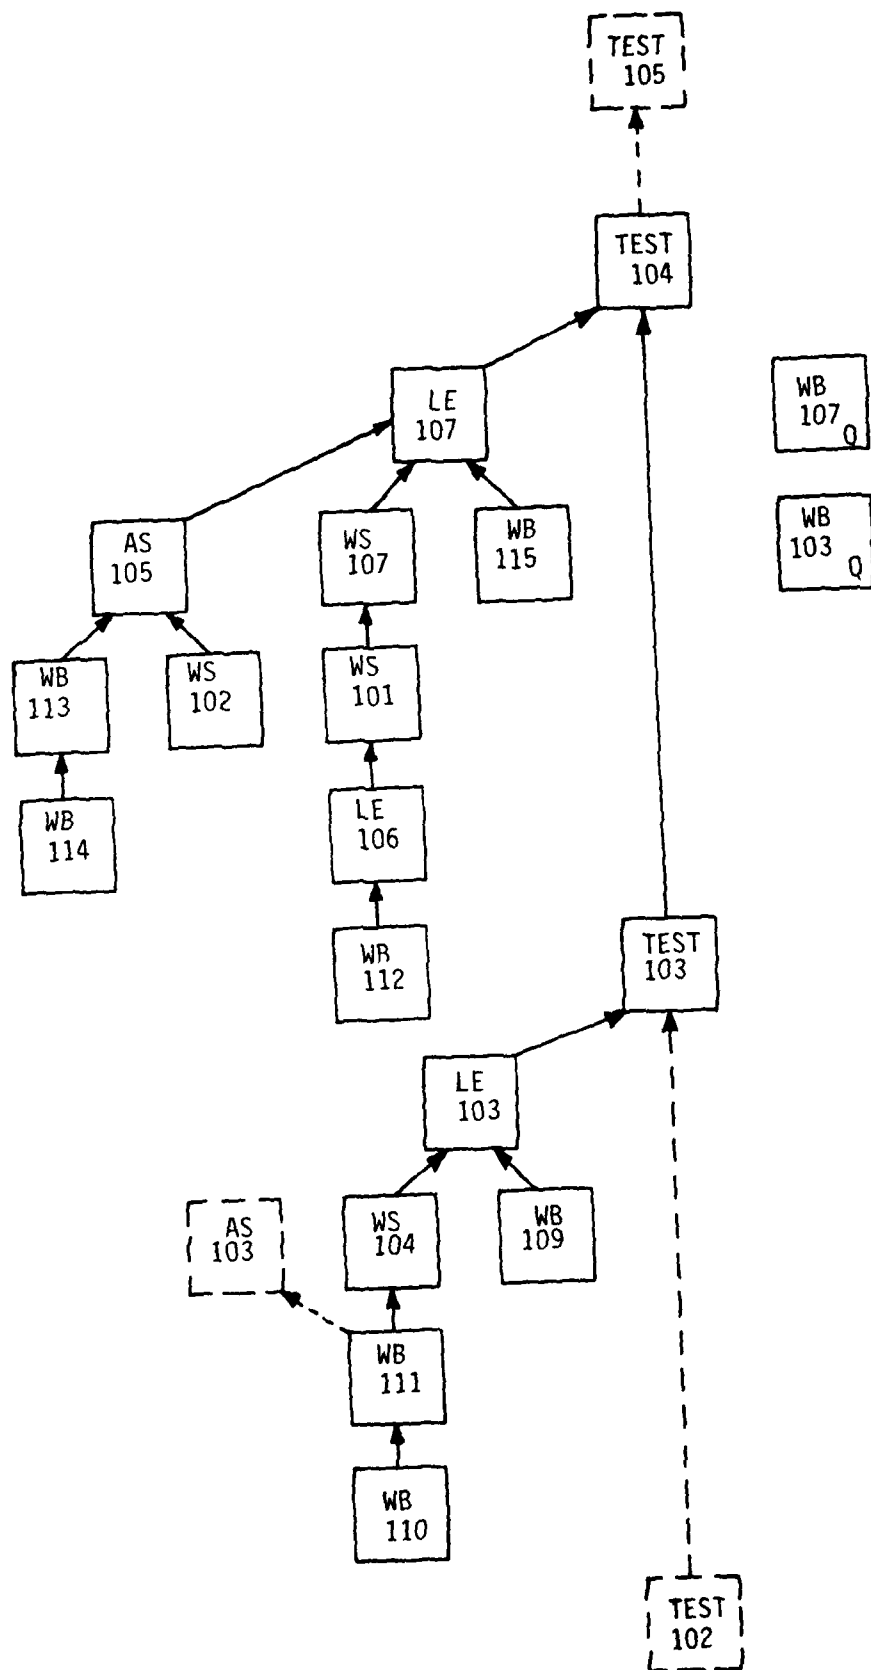 TEST
105
TEST
104
LE
107
WB
107
Q
AS
105
WS
107
WB
115
WB
103
Q
WB
113
WS
102
WS
101
WB
114
LE
106
WB
112
TEST
103
LE
103
AS
103
WS
104
WB
109
WB
111
WB
110
TEST
102